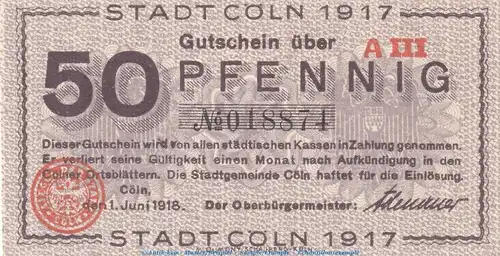 STADT CÖLN 1917
Gutschein über
A III
50 PFENNIG
№ 018874
Dieser Gutschein wird von allen städtischen Kassen in Zahlung genommen.
Er verliert seine Gültigkeit einen Monat nach Aufkündigung in den
Cölner Ortsblättern. Die Stadtgemeinde Cöln haftet für die Einlösung.
Cöln,
den 1. Juni 1918. Der Oberbürgermeister:
STADT CÖLN 1917